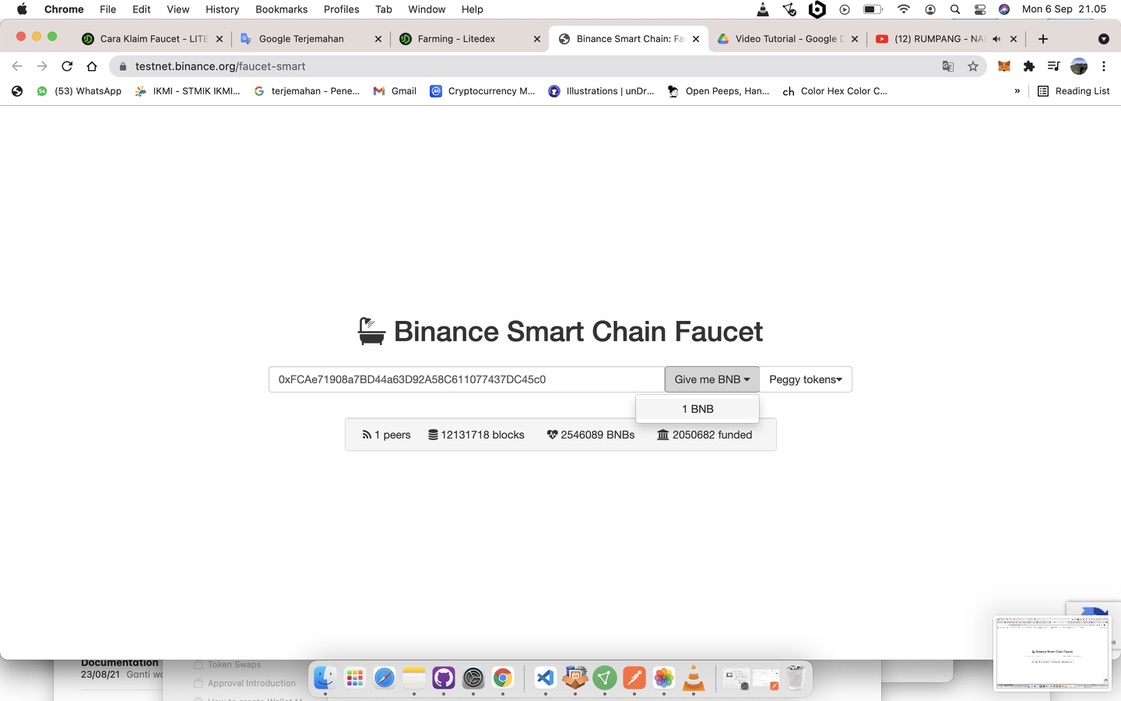 Chrome File Edit View History Bookmarks Profiles Tab Window Help Mon 6 Sep 21.05
Cara Klaim Faucet - LITE Google Terjemahan Farming - Litedex Binance Smart Chain: Fa Video Tutorial - Google D (12) RUMPANG - NA
testnet.binance.org/faucet-smart
(53) WhatsApp IKMI - STMIK IKMI... terjemahan - Pene... Gmail Cryptocurrency M... Illustrations | unDr... Open Peeps, Han... Color Hex Color C... » Reading List
Binance Smart Chain Faucet
0xFCAe71908a7BD44a63D92A58C611077437DC45c0 Give me BNB Peggy tokens
1 BNB
1 peers 12131718 blocks 2546089 BNBs 2050682 funded
Documentation
23/08/21 Ganti
Token Swaps
Approval Introduction